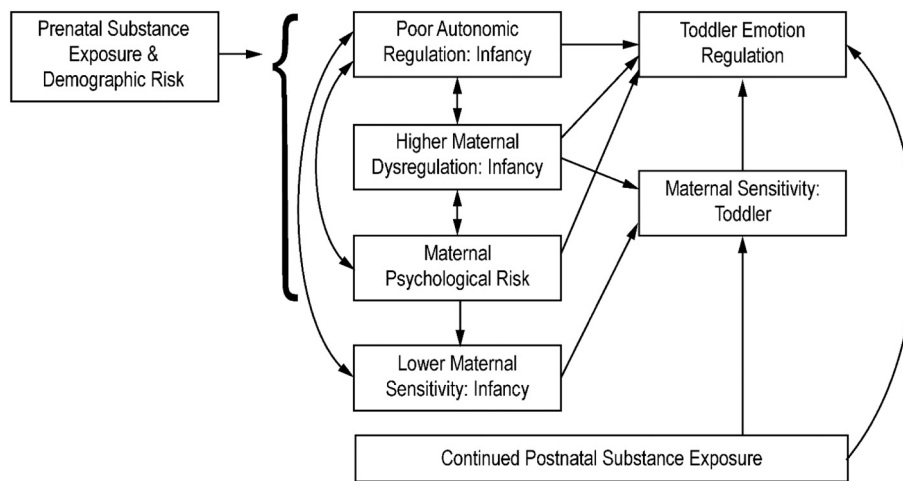 Prenatal Substance
Exposure &
Demographic Risk
Poor Autonomic
Regulation: Infancy
Higher Maternal
Dysregulation: Infancy
Maternal
Psychological Risk
Lower Maternal
Sensitivity: Infancy
Toddler Emotion
Regulation
Maternal Sensitivity:
Toddler
Continued Postnatal Substance Exposure